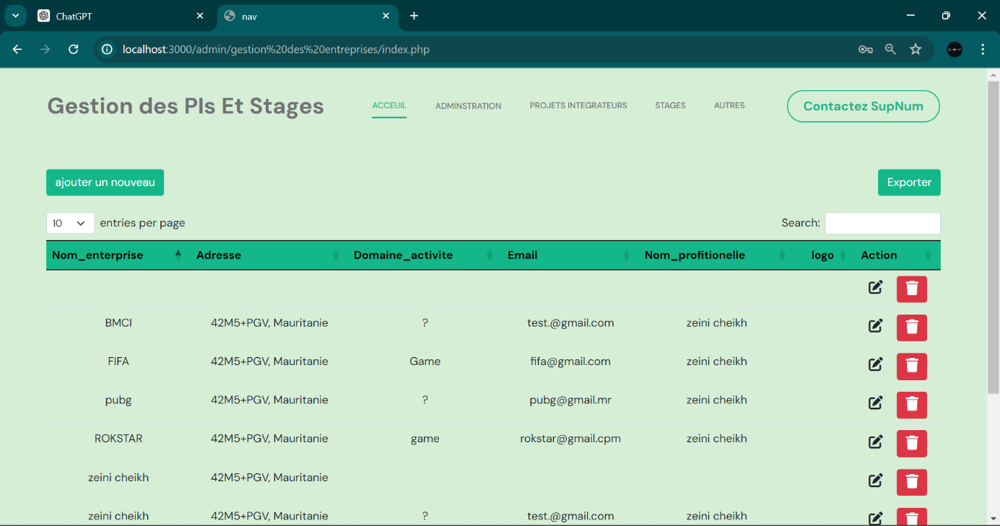 ChatGPT
nav
localhost:3000/admin/gestion%20des%20entreprises/index.php
Gestion des PIs Et Stages
ACCEUIL ADMINSTRATION PROJETS INTEGRATEURS STAGES AUTRES
Contactez SupNum
ajouter un nouveau Exporter
10 entries per page Search:
Nom_enterprise Adresse Domaine_activite Email Nom_profitionelle logo Action
BMCI 42M5+PGV, Mauritanie ? test.@gmail.com zeini cheikh
FIFA 42M5+PGV, Mauritanie Game fifa@gmail.com zeini cheikh
pubg 42M5+PGV, Mauritanie ? pubg@gmail.mr zeini cheikh
ROKSTAR 42M5+PGV, Mauritanie game rokstar@gmail.cpm zeini cheikh
zeini cheikh 42M5+PGV, Mauritanie
zeini cheikh 42M5+PGV, Mauritanie ? test.@gmail.com zeini cheikh